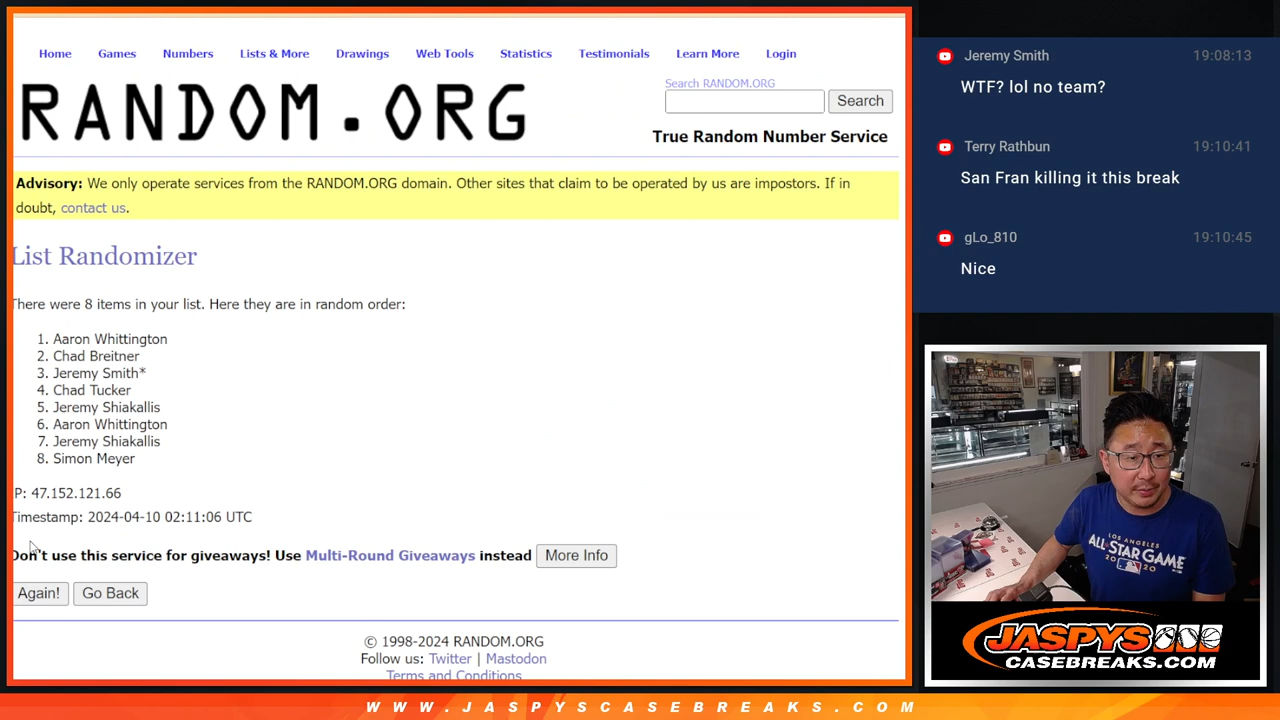 Home Games Numbers Lists & More Drawings Web Tools Statistics Testimonials Learn More Login
RANDOM.ORG
Search RANDOM.ORG
Search
True Random Number Service
Advisory: We only operate services from the RANDOM.ORG domain. Other sites that claim to be operated by us are impostors. If in
doubt, contact us.
List Randomizer
There were 8 items in your list. Here they are in random order:
1. Aaron Whittington
2. Chad Breitner
3. Jeremy Smith*
4. Chad Tucker
5. Jeremy Shiakallis
6. Aaron Whittington
7. Jeremy Shiakallis
8. Simon Meyer
IP: 47.152.121.66
Timestamp: 2024-04-10 02:11:06 UTC
Don't use this service for giveaways! Use Multi-Round Giveaways instead More Info
Again! Go Back
© 1998-2024 RANDOM.ORG
Follow us: Twitter | Mastodon
Terms and Conditions
Jeremy Smith 19:08:13
WTF? lol no team?
Terry Rathbun 19:10:41
San Fran killing it this break
gLo_810 19:10:45
Nice
LOS ANGELES
ALL-STAR GAME
2020
JASPYS
CASEBREAKS.COM
WWW.JASPYSCASEBREAKS.COM